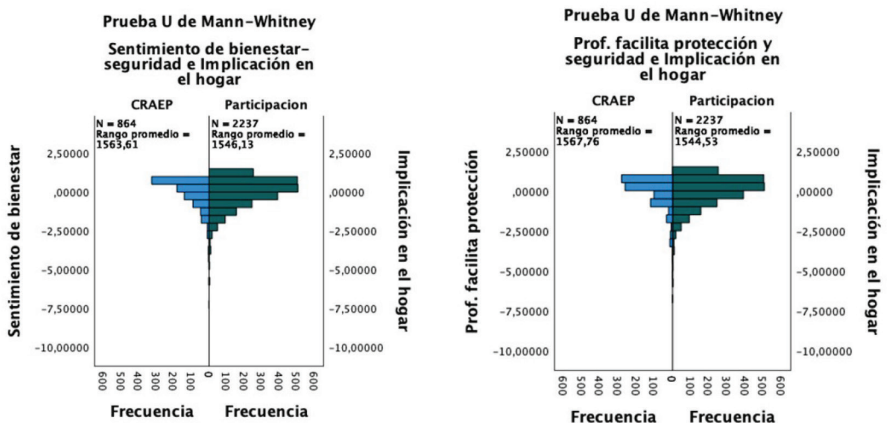 Prueba U de Mann-Whitney
Sentimiento de bienestar-
seguridad e Implicación en
el hogar
CRAEP
Participacion
N = 864
Rango promedio =
1563,61
N = 2237
Rango promedio =
1546,13
Sentimiento de bienestar
2,50000
,00000
-2,50000
-5,00000
-7,50000
-10,00000
2,50000
,00000
-2,50000
-5,00000
-7,50000
-10,00000
Implicación en el hogar
600 500 400 300 200 100 0 100 200 300 400 500 600
Frecuencia Frecuencia
Prueba U de Mann-Whitney
Prof. facilita protección y
seguridad e Implicación en
el hogar
CRAEP
Participacion
N = 864
Rango promedio =
1567,76
N = 2237
Rango promedio =
1544,53
Prof. facilita protección
2,50000
,00000
-2,50000
-5,00000
-7,50000
-10,00000
2,50000
,00000
-2,50000
-5,00000
-7,50000
-10,00000
Implicación en el hogar
600 500 400 300 200 100 0 100 200 300 400 500 600
Frecuencia Frecuencia